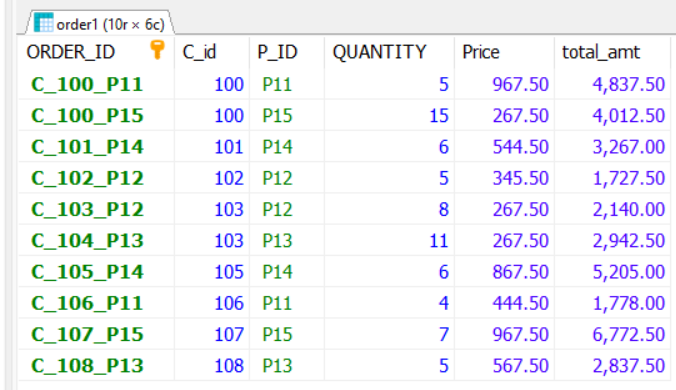 order1 (10r × 6c)
ORDER_ID C_id P_ID QUANTITY Price total_amt
C_100_P11 100 P11 5 967.50 4,837.50
C_100_P15 100 P15 15 267.50 4,012.50
C_101_P14 101 P14 6 544.50 3,267.00
C_102_P12 102 P12 5 345.50 1,727.50
C_103_P12 103 P12 8 267.50 2,140.00
C_104_P13 103 P13 11 267.50 2,942.50
C_105_P14 105 P14 6 867.50 5,205.00
C_106_P11 106 P11 4 444.50 1,778.00
C_107_P15 107 P15 7 967.50 6,772.50
C_108_P13 108 P13 5 567.50 2,837.50